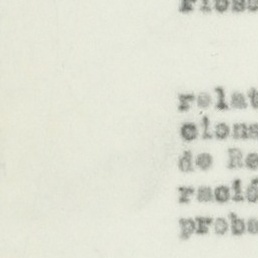 relat
cions
de Re
ració
proba